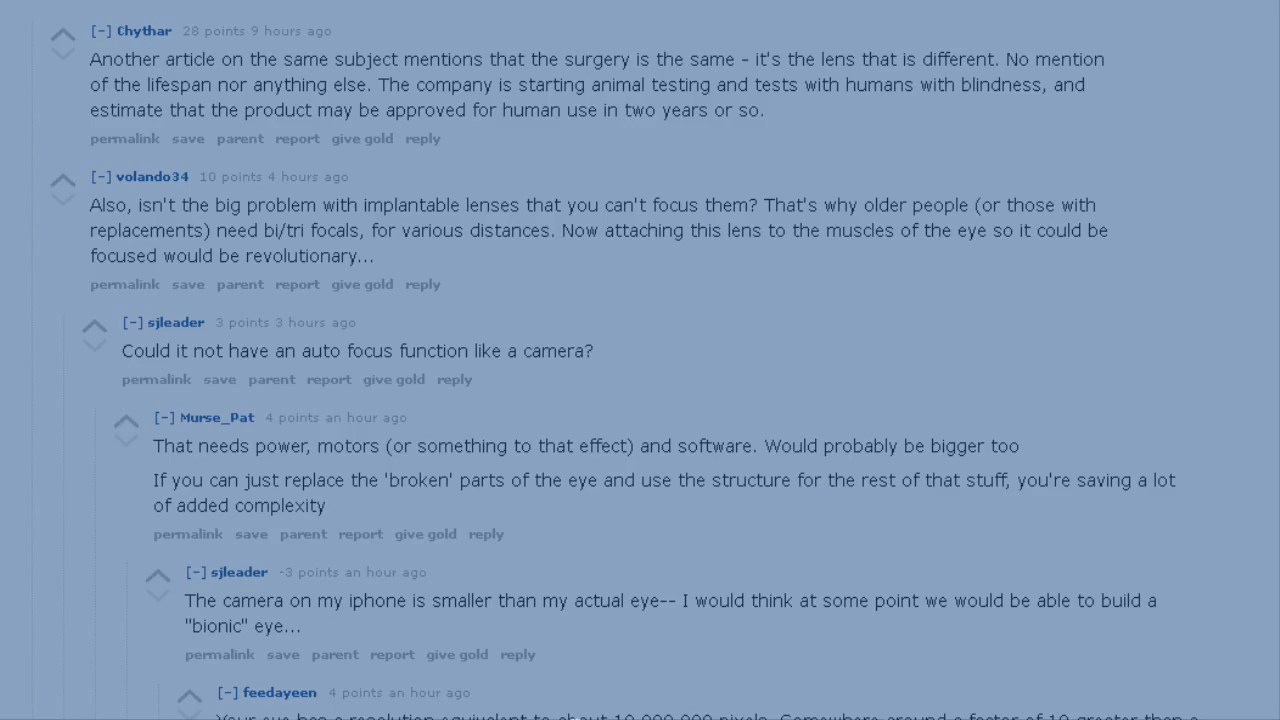 [-] Chythar 28 points 9 hours ago
Another article on the same subject mentions that the surgery is the same - it's the lens that is different. No mention
of the lifespan nor anything else. The company is starting animal testing and tests with humans with blindness, and
estimate that the product may be approved for human use in two years or so.
permalink save parent report give gold reply
[-] volando34 10 points 4 hours ago
Also, isn't the big problem with implantable lenses that you can't focus them? That's why older people (or those with
replacements) need bi/tri focals, for various distances. Now attaching this lens to the muscles of the eye so it could be
focused would be revolutionary...
permalink save parent report give gold reply
[-] sjleader 3 points 3 hours ago
Could it not have an auto focus function like a camera?
permalink save parent report give gold reply
[-] Murse_Pat 4 points an hour ago
That needs power, motors (or something to that effect) and software. Would probably be bigger too
If you can just replace the 'broken' parts of the eye and use the structure for the rest of that stuff, you're saving a lot
of added complexity
permalink save parent report give gold reply
[-] sjleader -3 points an hour ago
The camera on my iphone is smaller than my actual eye-- I would think at some point we would be able to build a
"bionic" eye...
permalink save parent report give gold reply
[-] feedayeen 4 points an hour ago